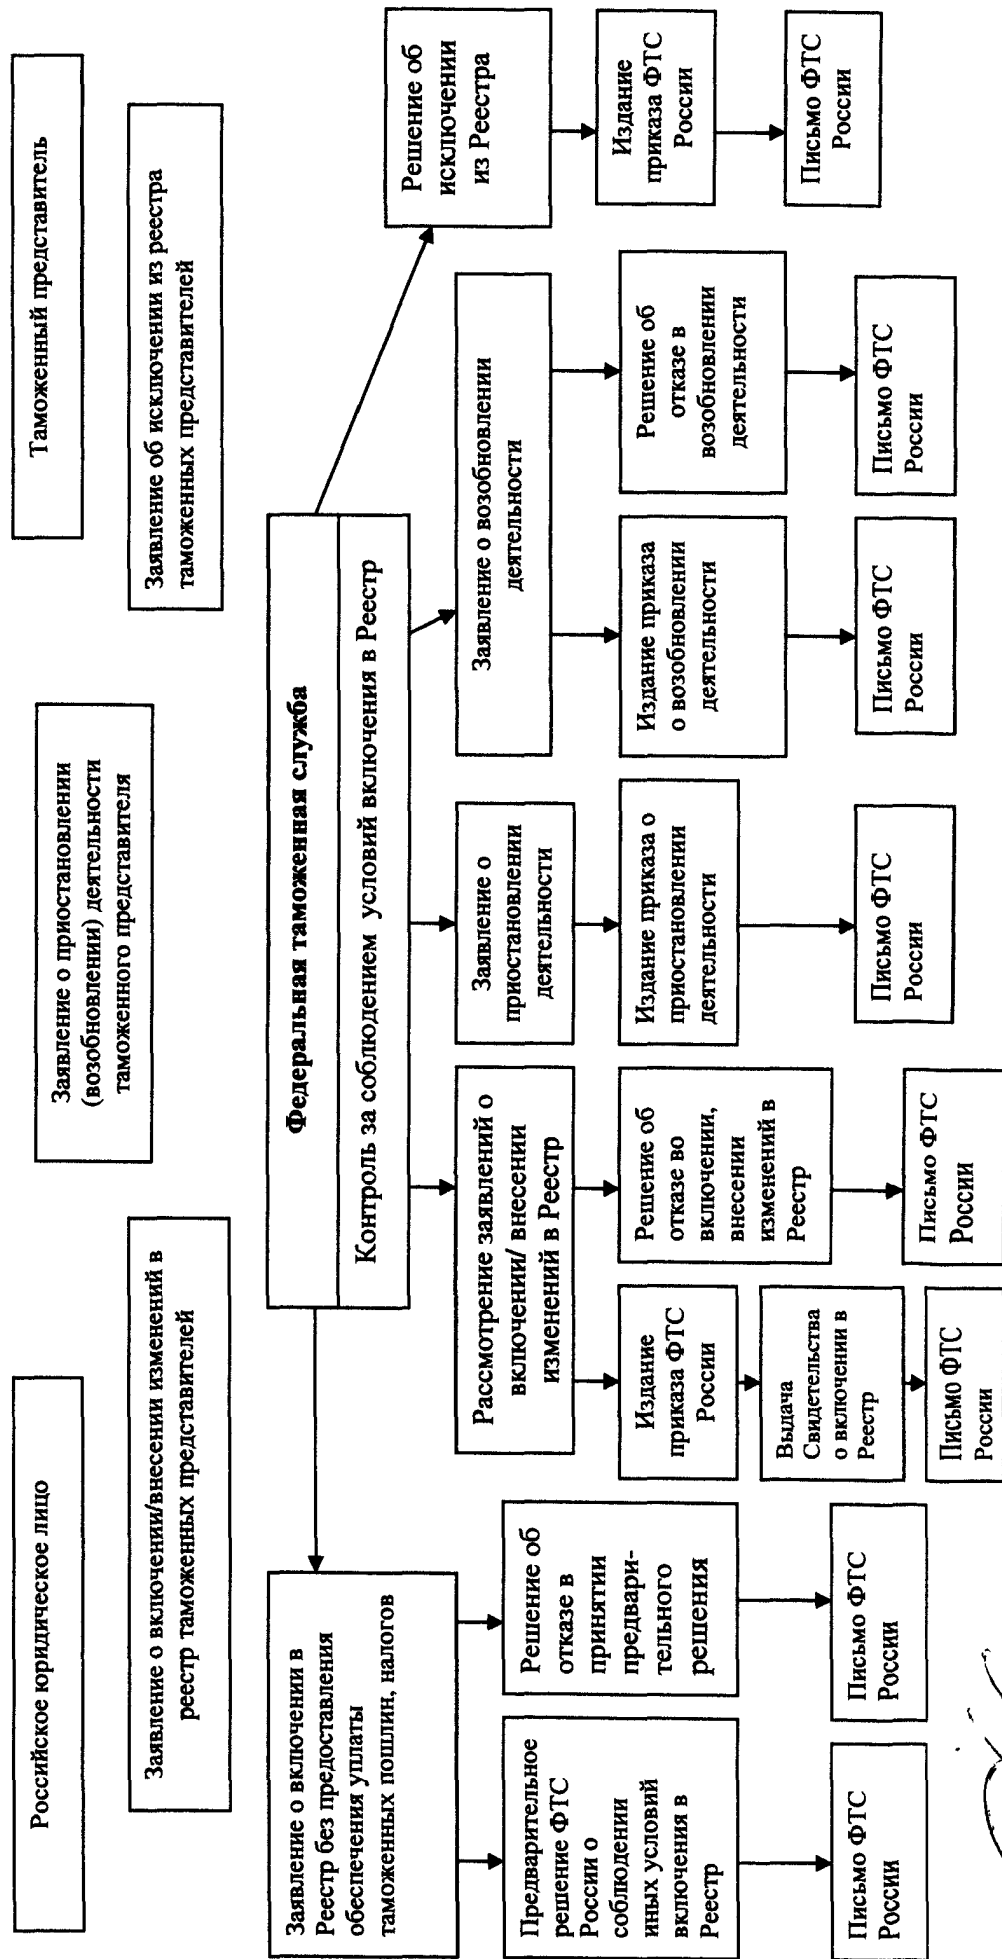 Российское юридическое лицо
Таможенный представитель
Заявление о включении/внесении изменений в
реестр таможенных представителей
Заявление о приостановлении
(возобновлении) деятельности
таможенного представителя
Заявление об исключении из реестра
таможенных представителей
Федеральная таможенная служба
Контроль за соблюдением условий включения в Реестр
Заявление о включении в
Реестр без предоставления
обеспечения уплаты
таможенных пошлин, налогов
Рассмотрение заявлений о
включении/ внесении
изменений в Реестр
Заявление о
приостановлении
деятельности
Заявление о возобновлении
деятельности
Решение об
исключении
из Реестра
Предварительное
решение ФТС
России о
соблюдении
иных условий
включения в
Реестр
Решение об
отказе в
принятии
предвари-
тельного
решения
Издание
приказа ФТС
России
Решение об
отказе во
включении,
внесении
изменений в
Реестр
Издание приказа о
приостановлении
деятельности
Издание приказа
о возобновлении
деятельности
Решение об
отказе в
возобновлении
деятельности
Издание
приказа ФТС
России
Выдача
Свидетельства
о включении в
Реестр
Письмо ФТС
России
Письмо ФТС
России
Письмо ФТС
России
Письмо ФТС
России
Письмо ФТС
России
Письмо ФТС
России
Письмо ФТС
России
Письмо ФТС
России